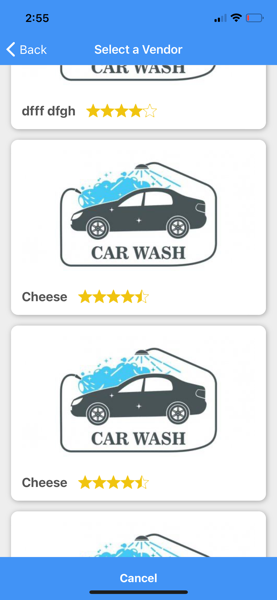 2:55
Back
Select a Vendor
CAR WASH
dfff dfgh
CAR WASH
Cheese
CAR WASH
Cheese
Cancel